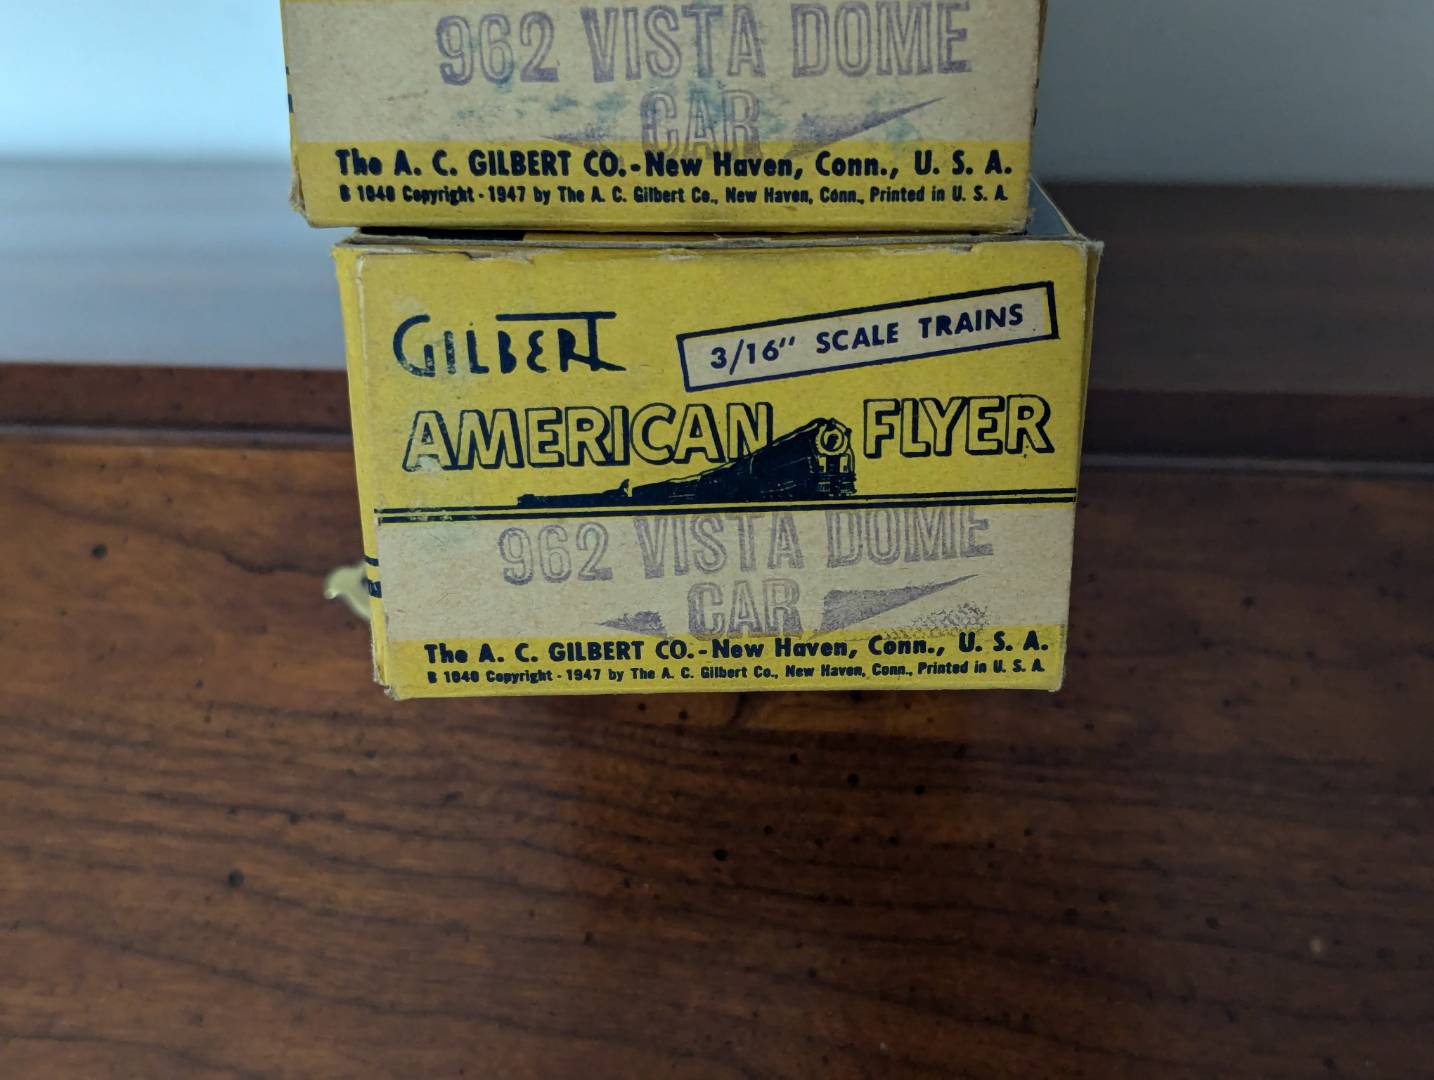 962 VISTA DOME
CAR
The A. C. GILBERT CO.-New Haven, Conn., U. S. A.
B 1040 Copyright - 1947 by The A. C. Gilbert Co., New Haven, Conn., Printed in U. S. A.
GILBERT
3/16" SCALE TRAINS
AMERICAN FLYER
962 VISTA DOME
CAR
The A. C. GILBERT CO.-New Haven, Conn., U. S. A.
B 1040 Copyright - 1947 by The A. C. Gilbert Co., New Haven, Conn., Printed in U. S. A.